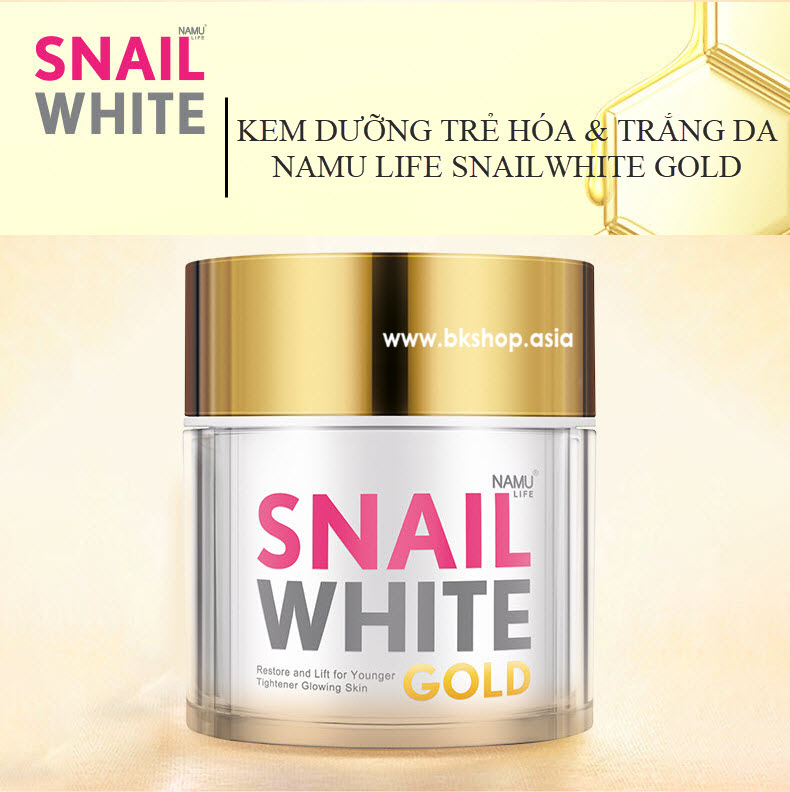 NAMU®
LIFE
SNAIL
WHITE
KEM DƯỠNG TRẺ HÓA & TRẮNG DA
NAMU LIFE SNAILWHITE GOLD
www.bkshop.asia
NAMU®
LIFE
SNAIL
WHITE
GOLD
Restore and Lift for Younger
Tightener Glowing Skin